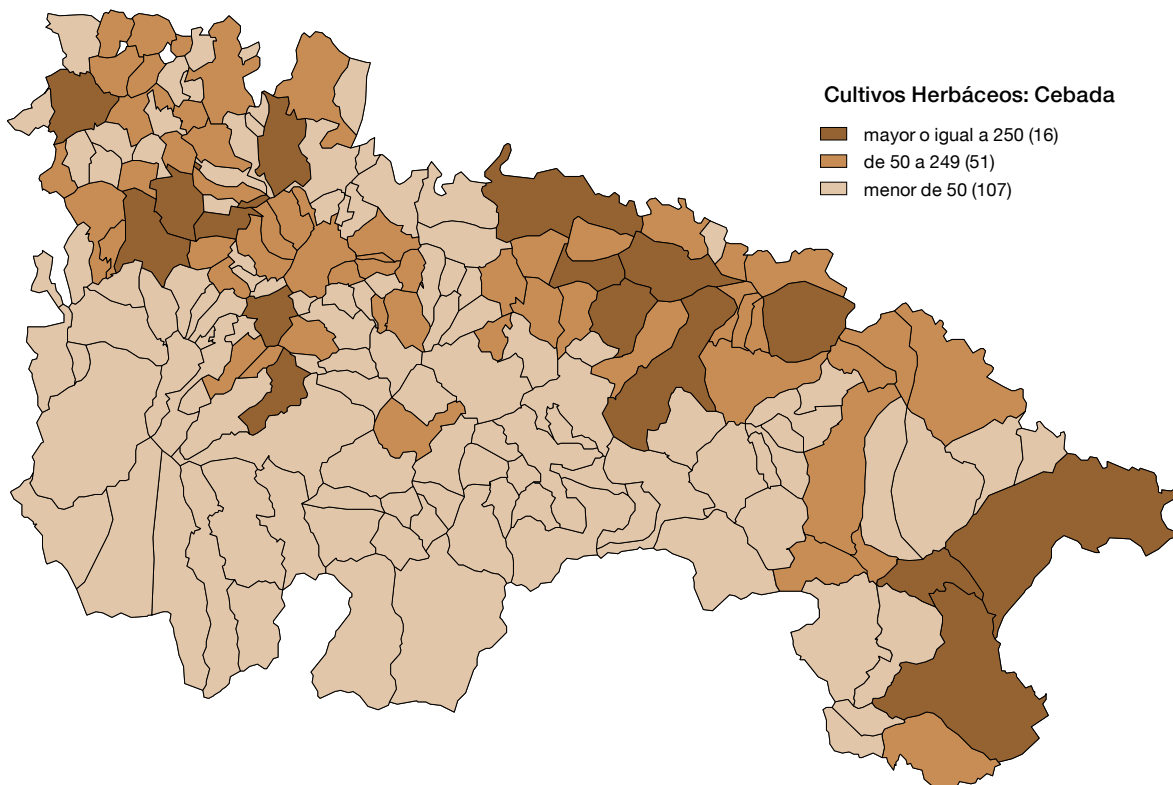 Cultivos Herbáceos: Cebada
mayor o igual a 250 (16)
de 50 a 249 (51)
menor de 50 (107)